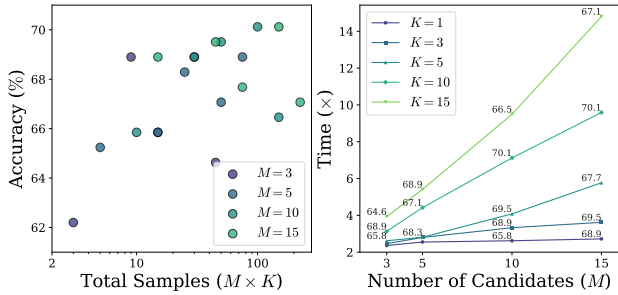 70
68
66
64
62
Accuracy (%)
2
10
100
Total Samples (M × K)
M = 3
M = 5
M = 10
M = 15
16
14
12
10
8
6
4
2
Time (×)
3
5
10
15
Number of Candidates (M)
K = 1
K = 3
K = 5
K = 10
K = 15
67.1
66.5
70.1
70.1
67.7
64.6
68.9
67.1
69.5
69.5
68.9
65.8
68.3
68.9
65.8
68.9